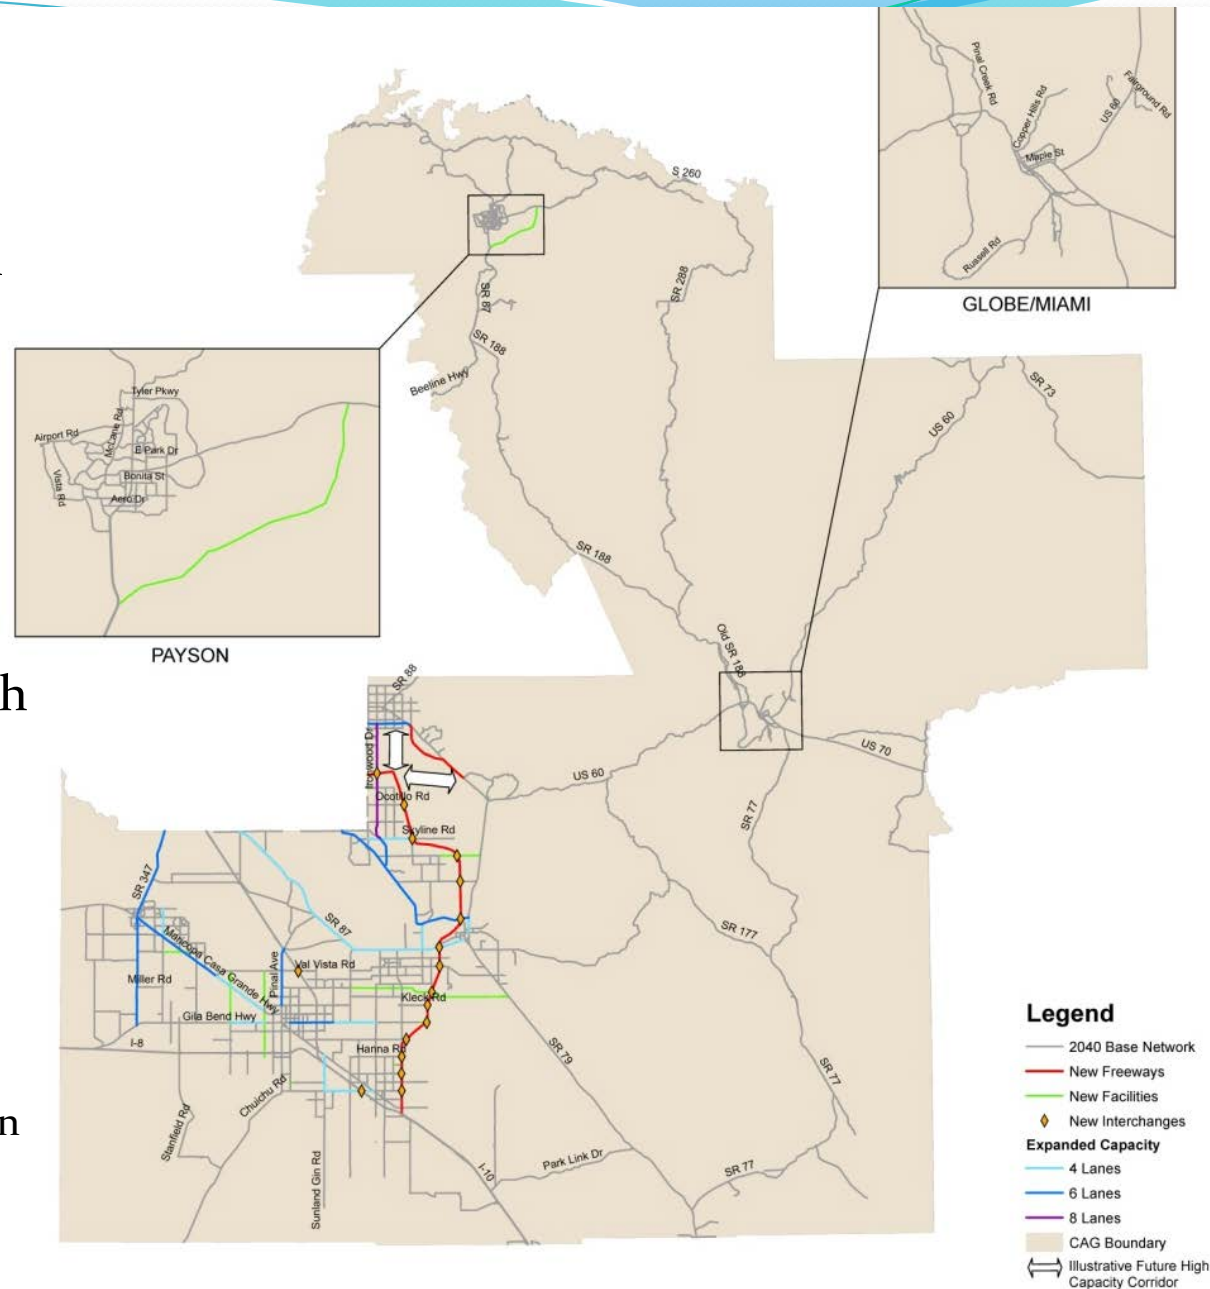 Pinal Creek Rd
Copper Hills Rd
US 60
Fairground Rd
Maple St
Russell Rd
GLOBE/MIAMI
S 260
SR 288
SR 87
SR 188
Beeline Hwy
SR 73
US 60
Tyler Pkwy
McLane Rd
Airport Rd
E Park Dr
Bonita St
Vista Rd
Aero Dr
PAYSON
SR 188
Old SR 188
h
SR 88
Ironwood Dr
US 70
US 60
Ocotillo Rd
SR 77
Skyline Rd
SR 347
SR 87
SR 177
Maricopa Casa Grande Hwy
Pinal Ave
Val Vista Rd
Miller Rd
Kleck Rd
Gila Bend Hwy
I-8
Hanna Rd
SR 79
SR 77
Chuichu Rd
n
Stanfield Rd
Sunland Gin Rd
I-10
Park Link Dr
SR 77
Legend
2040 Base Network
New Freeways
New Facilities
New Interchanges
Expanded Capacity
4 Lanes
6 Lanes
8 Lanes
CAG Boundary
Illustrative Future High
Capacity Corridor